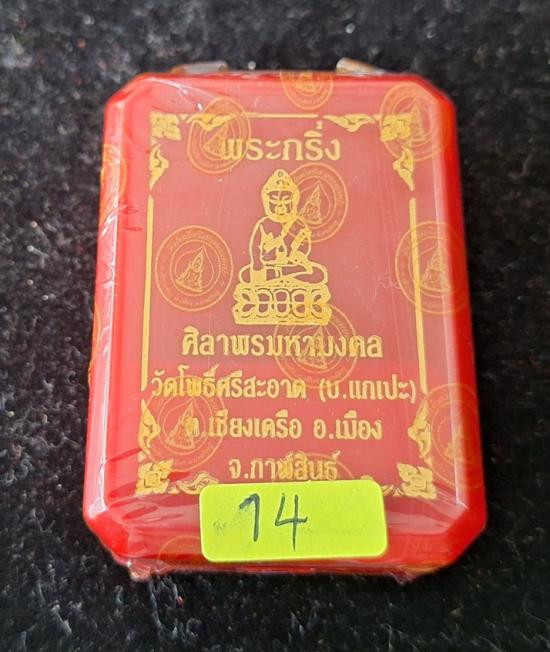 พระกริ่ง
ศิลาพรมหามงคล
วัดโพธิ์ศรีสะอาด (บ.แกเปะ)
ต.เชียงเครือ อ.เมือง
จ.กาฬสินธุ์
14